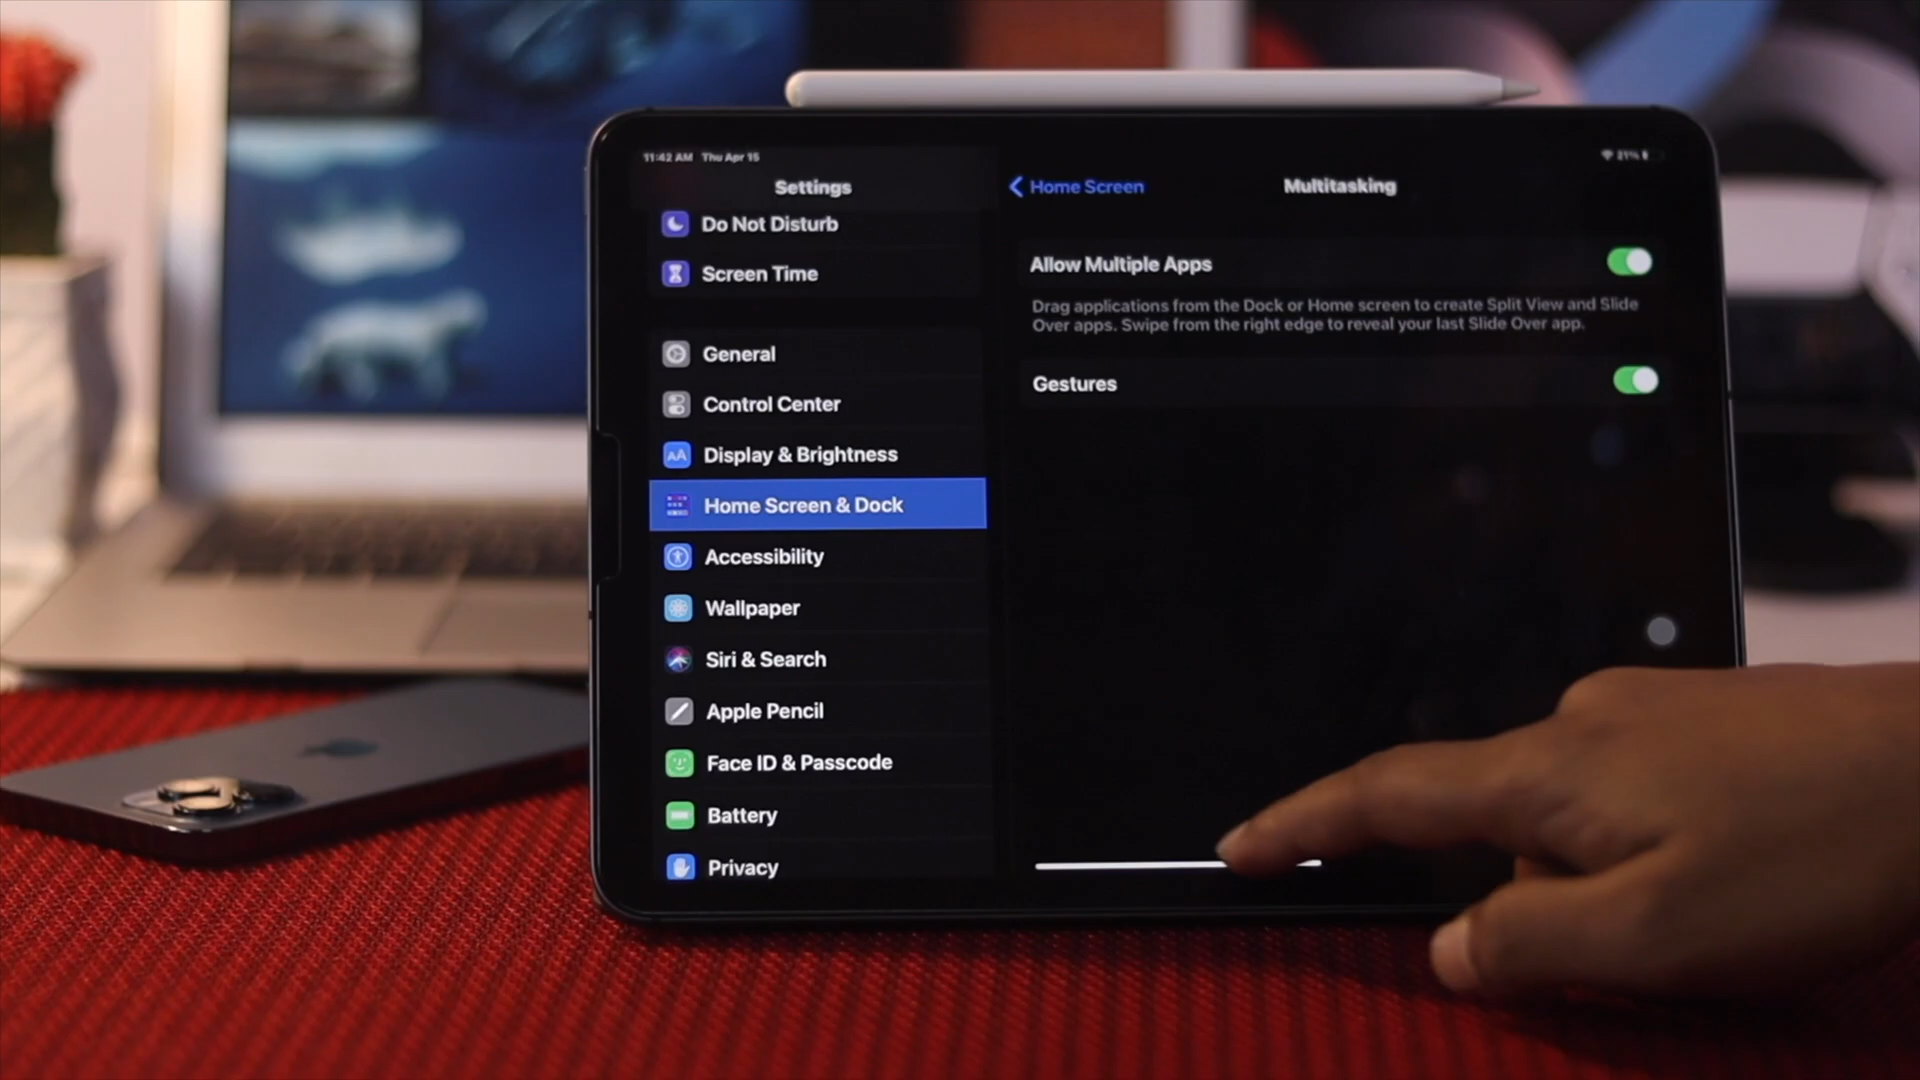 11:42 AM Thu Apr 15
21%
Settings
Do Not Disturb
Screen Time
General
Control Center
AA
Display & Brightness
Home Screen & Dock
Accessibility
Wallpaper
Siri & Search
Apple Pencil
Face ID & Passcode
Battery
Privacy
Home Screen
Multitasking
Allow Multiple Apps
Drag applications from the Dock or Home screen to create Split View and Slide
Over apps. Swipe from the right edge to reveal your last Slide Over app.
Gestures